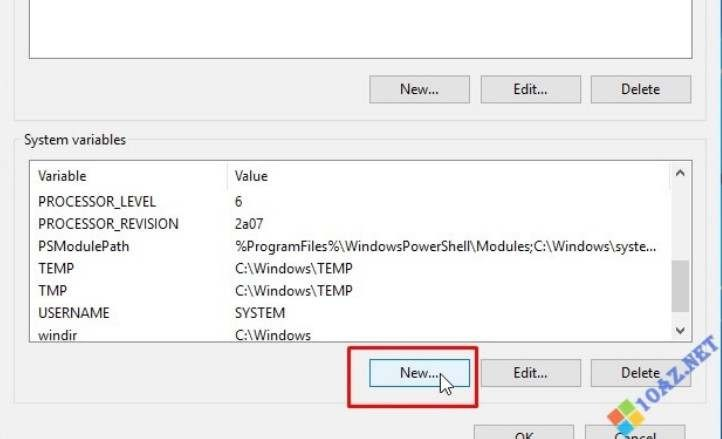 New... Edit... Delete
System variables
Variable Value
PROCESSOR_LEVEL 6
PROCESSOR_REVISION 2a07
PSModulePath %ProgramFiles%\WindowsPowerShell\Modules;C:\Windows\syste...
TEMP C:\Windows\TEMP
TMP C:\Windows\TEMP
USERNAME SYSTEM
windir C:\Windows
New... Edit... Delete
OK Cancel
10AZ.NET